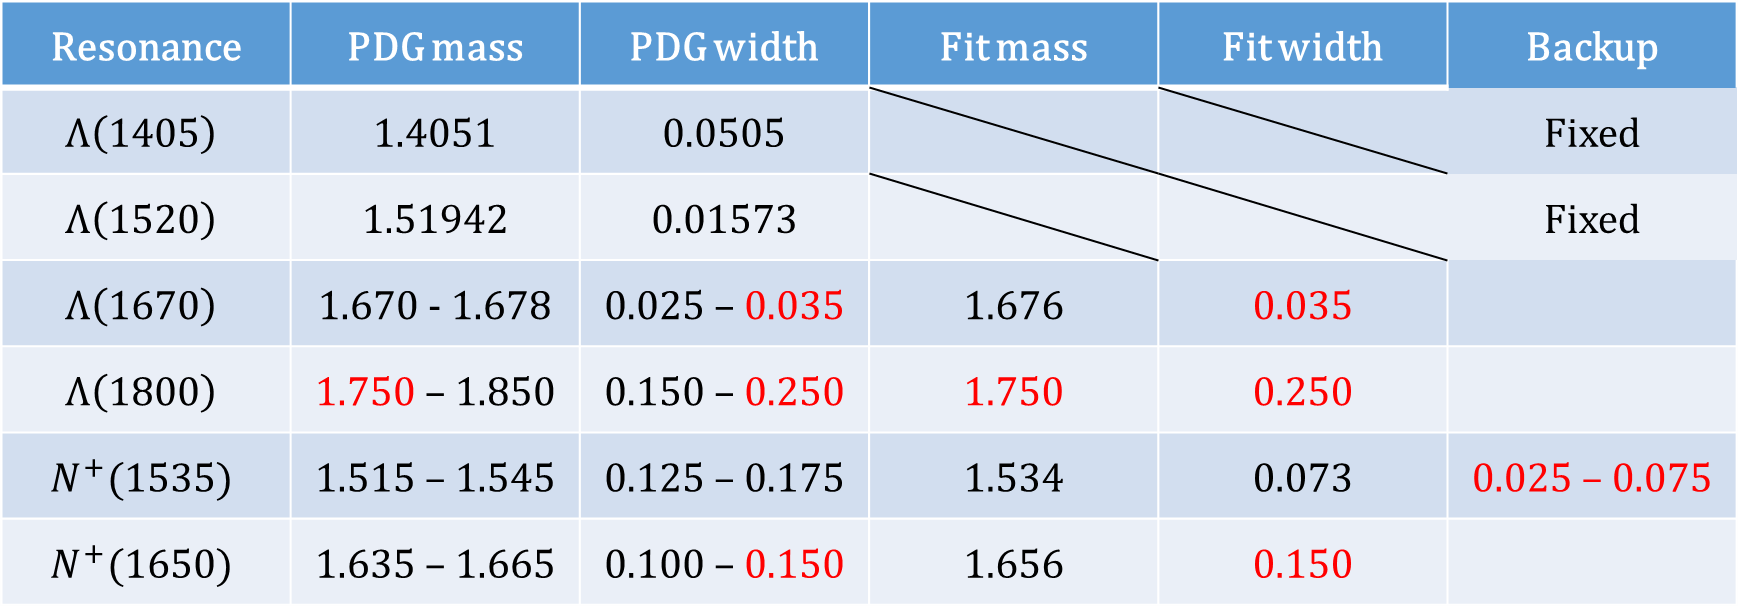 Resonance PDG mass PDG width Fit mass Fit width Backup
Λ(1405) 1.4051 0.0505 Fixed
Λ(1520) 1.51942 0.01573 Fixed
Λ(1670) 1.670 - 1.678 0.025 – 0.035 1.676 0.035
Λ(1800) 1.750 – 1.850 0.150 – 0.250 1.750 0.250
N⁺(1535) 1.515 – 1.545 0.125 – 0.175 1.534 0.073 0.025 – 0.075
N⁺(1650) 1.635 – 1.665 0.100 – 0.150 1.656 0.150